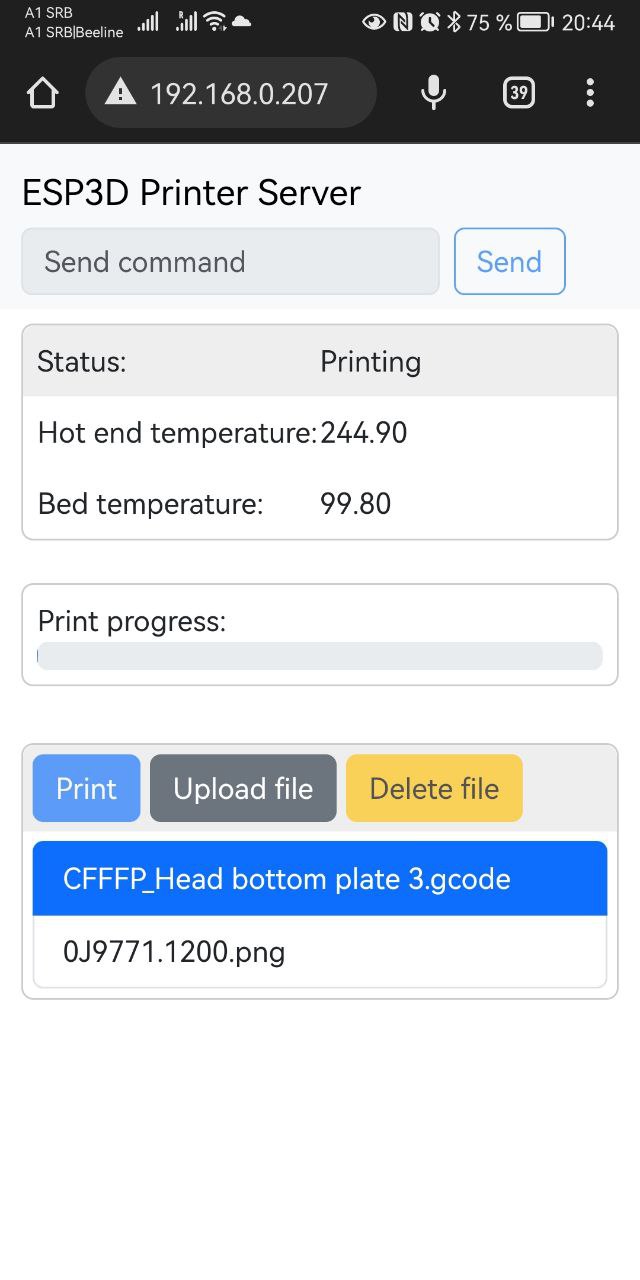 A1 SRB
A1 SRB|Beeline
R
75 % 20:44
192.168.0.207
39
ESP3D Printer Server
Send command
Send
Status: Printing
Hot end temperature: 244.90
Bed temperature: 99.80
Print progress:
Print
Upload file
Delete file
CFFFP_Head bottom plate 3.gcode
0J9771.1200.png